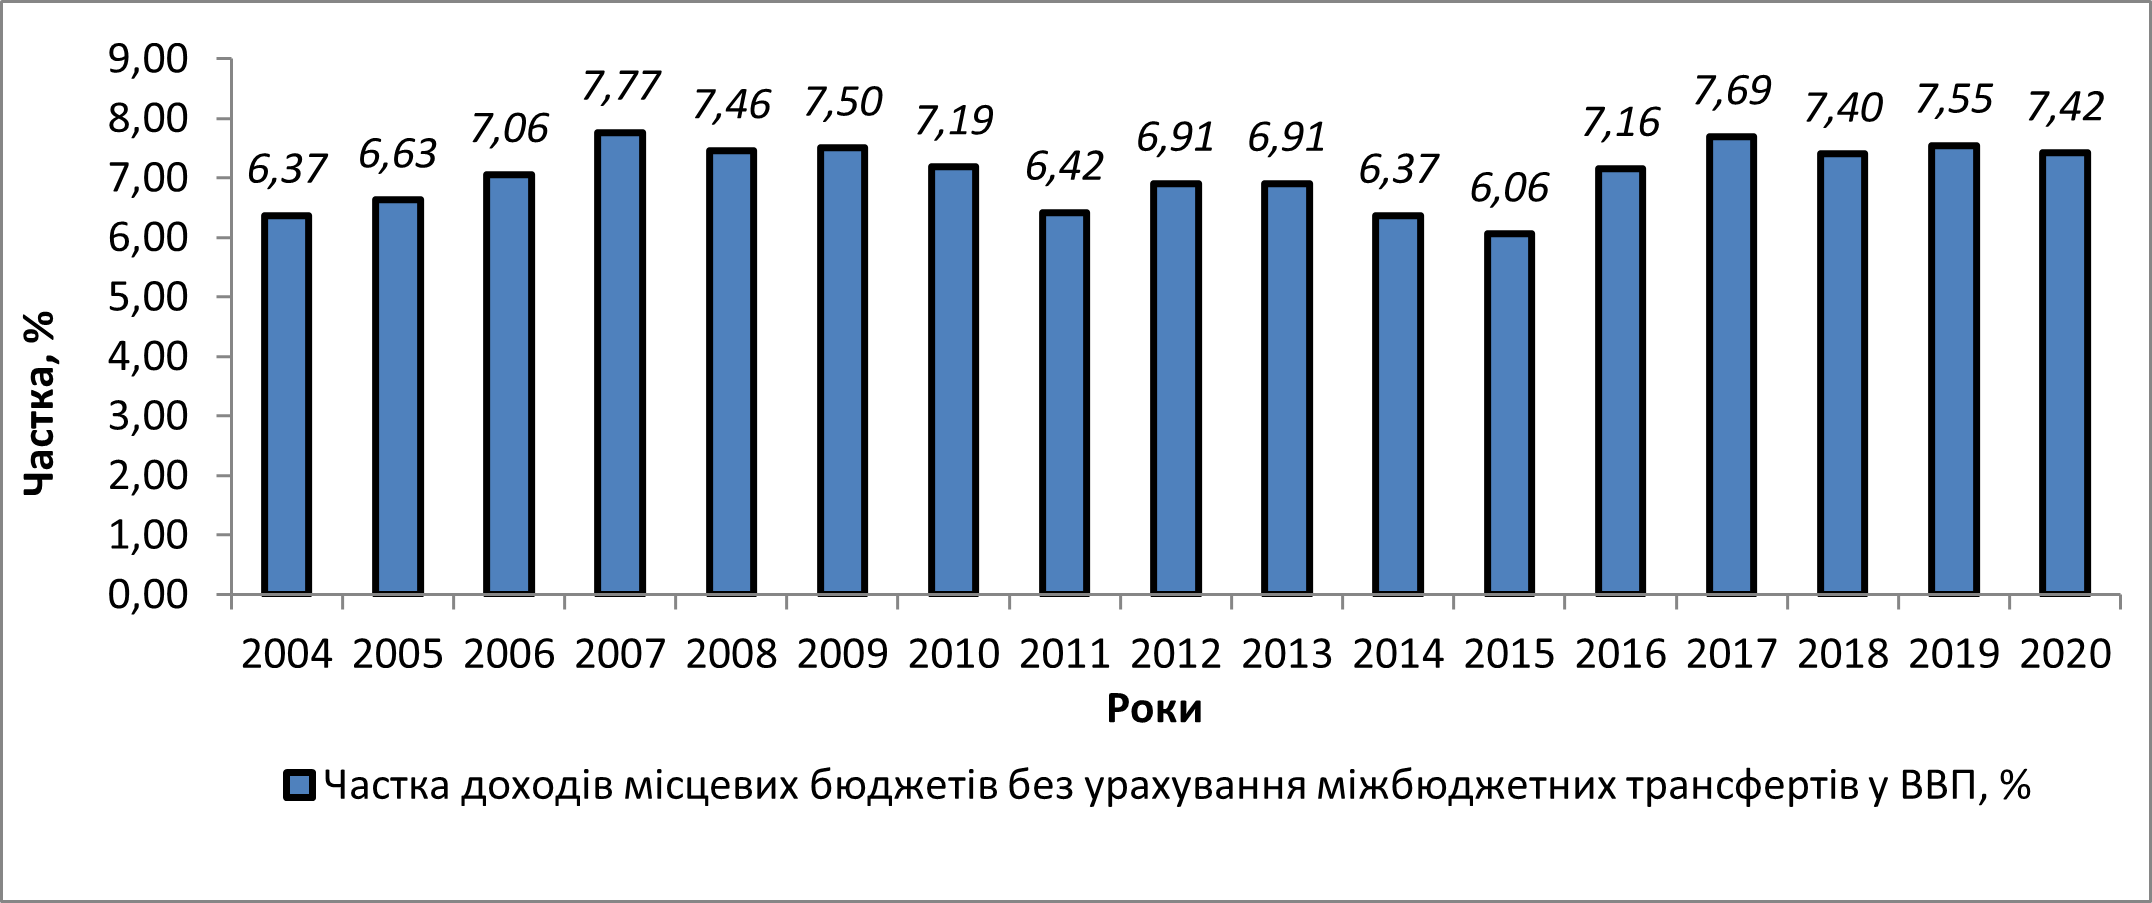 9,00
8,00
7,00
6,00
5,00
4,00
3,00
2,00
1,00
0,00
Частка, %
6,37 6,63 7,06 7,77 7,46 7,50 7,19 6,42 6,91 6,91 6,37 6,06 7,16 7,69 7,40 7,55 7,42
2004 2005 2006 2007 2008 2009 2010 2011 2012 2013 2014 2015 2016 2017 2018 2019 2020
Роки
Частка доходів місцевих бюджетів без урахування міжбюджетних трансфертів у ВВП, %